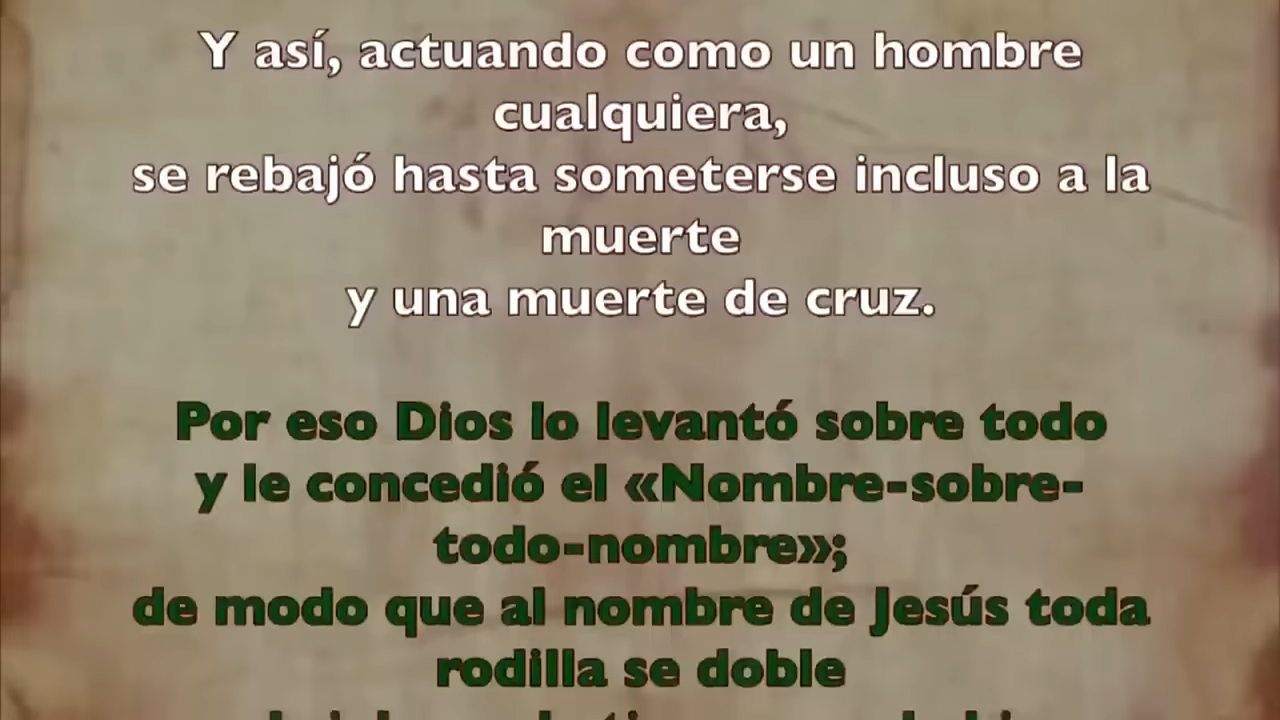 Y así, actuando como un hombre
cualquiera,
se rebajó hasta someterse incluso a la
muerte
y una muerte de cruz.
Por eso Dios lo levantó sobre todo
y le concedió el «Nombre-sobre-
todo-nombre»;
de modo que al nombre de Jesús toda
rodilla se doble